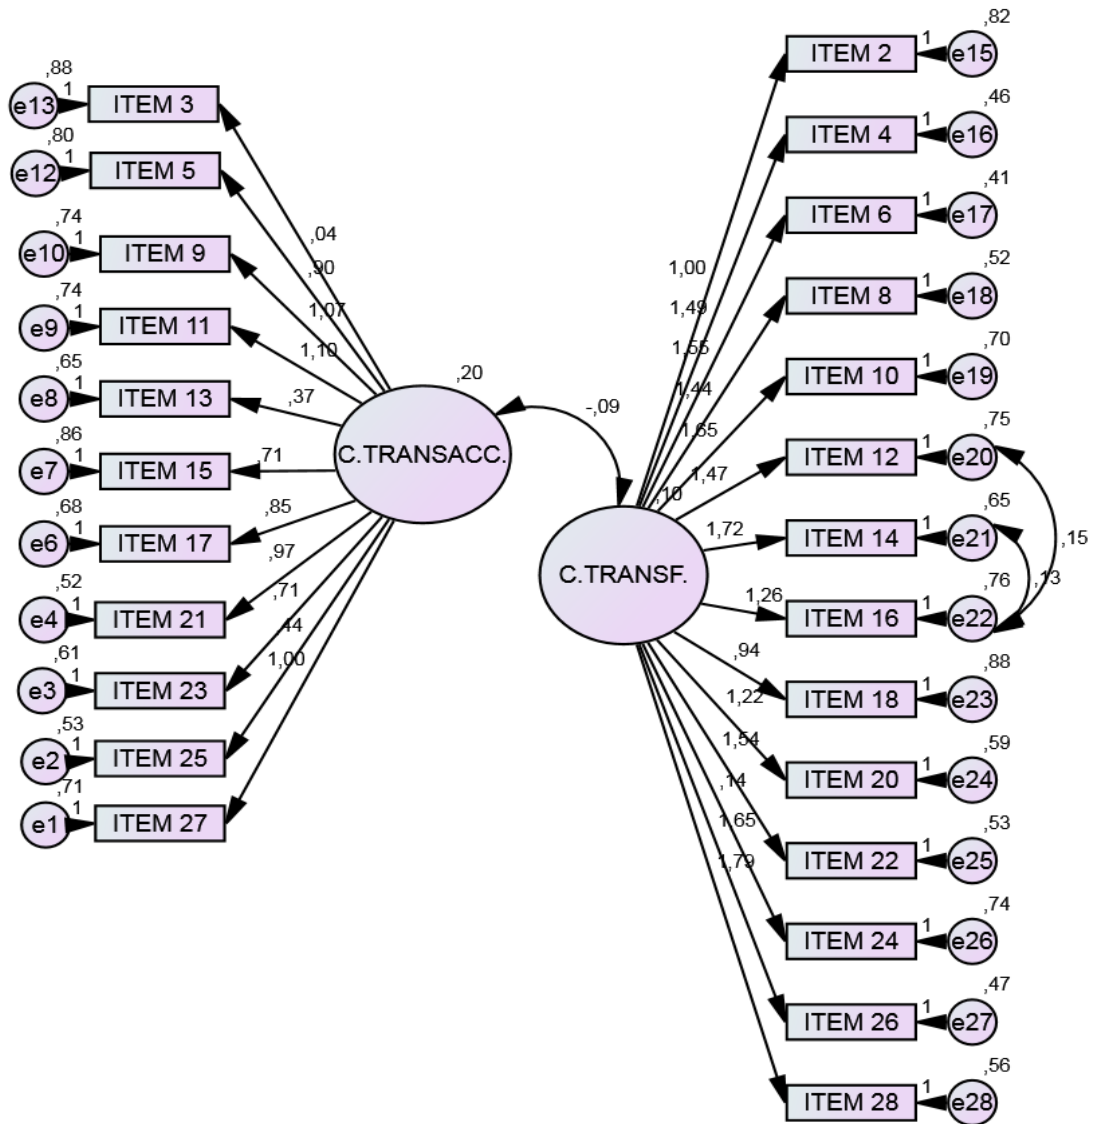 ,88
1
e13
ITEM 3
,80
1
e12
ITEM 5
,74
1
e10
ITEM 9
,74
1
e9
ITEM 11
,65
1
e8
ITEM 13
,86
1
e7
ITEM 15
,68
1
e6
ITEM 17
,52
1
e4
ITEM 21
,61
1
e3
ITEM 23
,53
1
e2
ITEM 25
,71
1
e1
ITEM 27
,04
,90
1,07
1,10
,37
,71
,85
,97
,71
,44
1,00
,20
C.TRANSACC.
-,09
,10
C.TRANSF.
1,00
1,49
1,55
1,44
1,65
1,47
1,72
1,26
,94
1,22
1,54
,14
1,65
1,79
ITEM 2
1
e15
,82
ITEM 4
1
e16
,46
ITEM 6
1
e17
,41
ITEM 8
1
e18
,52
ITEM 10
1
e19
,70
ITEM 12
1
e20
,75
ITEM 14
1
e21
,65
ITEM 16
1
e22
,76
,15
,13
ITEM 18
1
e23
,88
ITEM 20
1
e24
,59
ITEM 22
1
e25
,53
ITEM 24
1
e26
,74
ITEM 26
1
e27
,47
ITEM 28
1
e28
,56